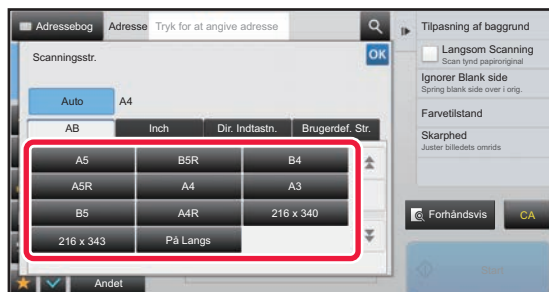 Adressebog Adresse Tryk for at angive adresse
Scanningsstr.
OK
Auto A4
AB Inch Dir. Indtastn. Brugerdef. Str.
A5 B5R B4
A5R A4 A3
B5 A4R 216 x 340
216 x 343 På Langs
Andet
Tilpasning af baggrund
Langsom Scanning
Scan tynd papiroriginal
Ignorer Blank side
Spring blank side over i orig.
Farvetilstand
Skarphed
Juster billedets omrids
Forhåndsvis CA
Start